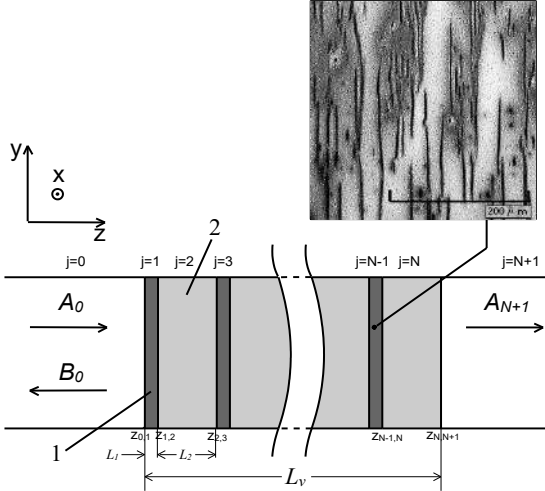 200 μm
y
x
z
2
j=0 j=1 j=2 j=3 j=N-1 j=N j=N+1
A0 AN+1
B0
1
z0,1 z1,2 z2,3 zN-1,N zN,N+1
L1 L2
Lv